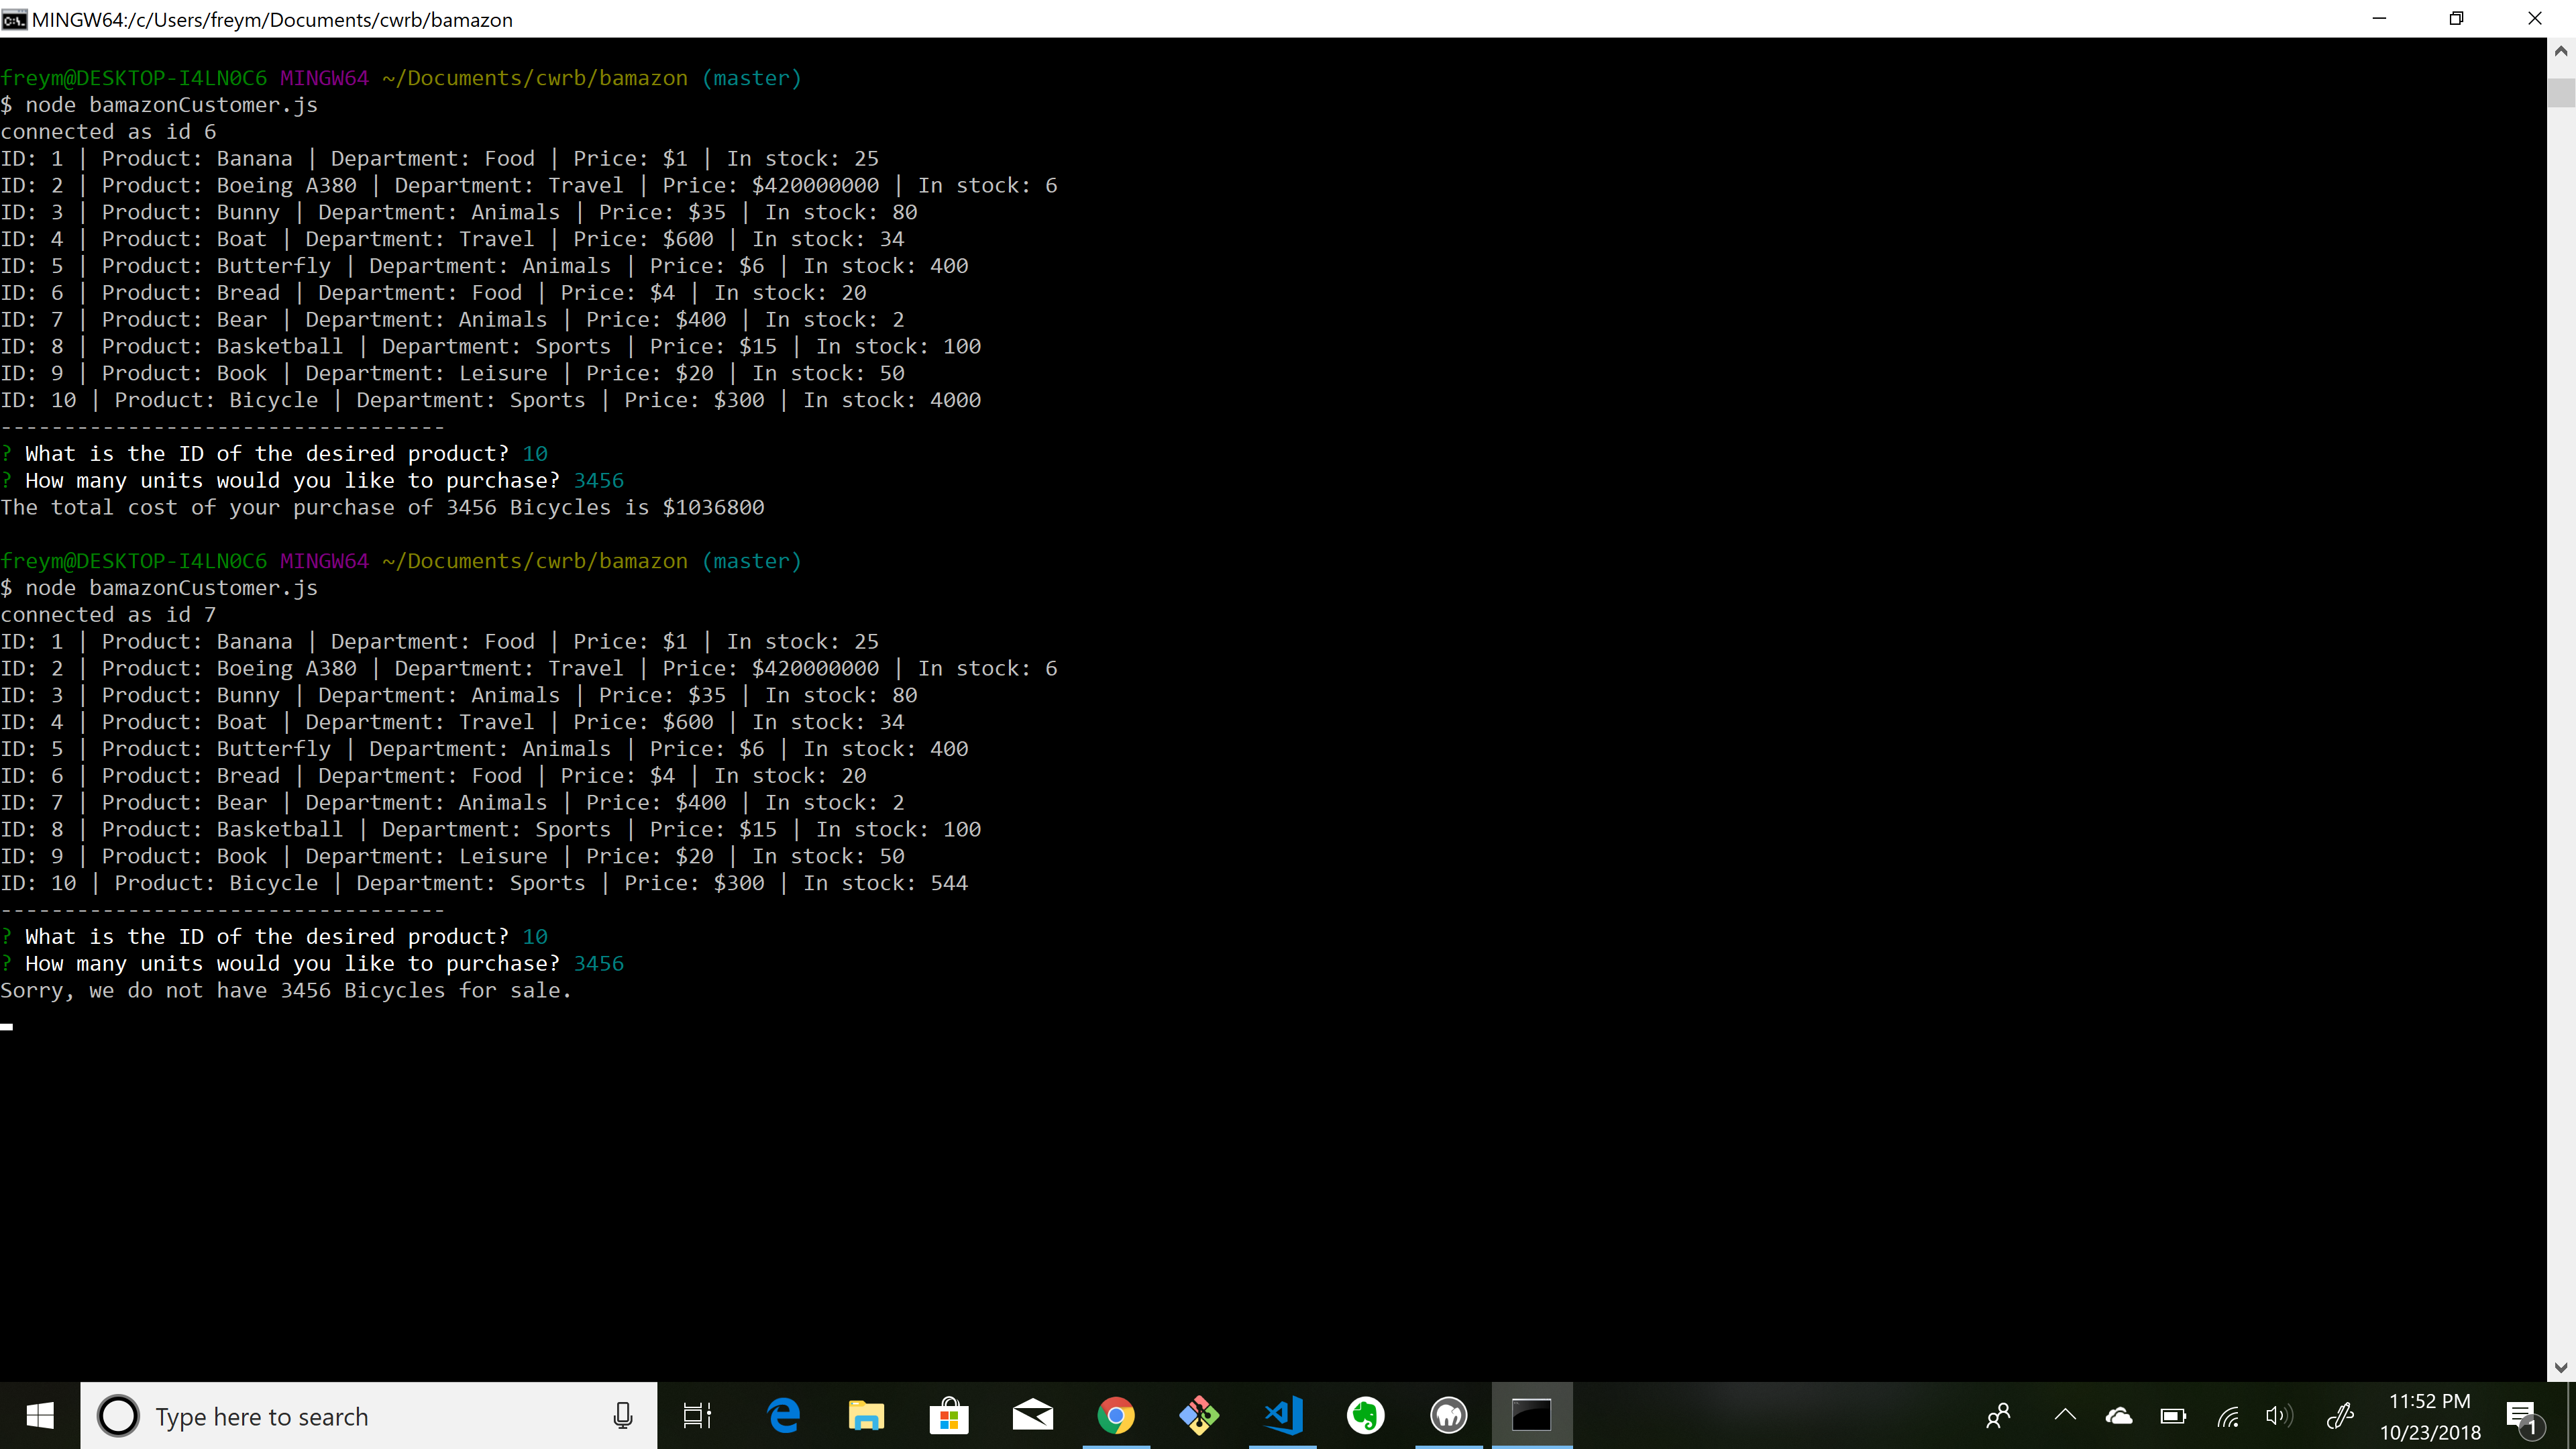 MINGW64:/c/Users/freym/Documents/cwrb/bamazon
freym@DESKTOP-I4LN0C6 MINGW64 ~/Documents/cwrb/bamazon (master)
$ node bamazonCustomer.js
connected as id 6
ID: 1 | Product: Banana | Department: Food | Price: $1 | In stock: 25
ID: 2 | Product: Boeing A380 | Department: Travel | Price: $420000000 | In stock: 6
ID: 3 | Product: Bunny | Department: Animals | Price: $35 | In stock: 80
ID: 4 | Product: Boat | Department: Travel | Price: $600 | In stock: 34
ID: 5 | Product: Butterfly | Department: Animals | Price: $6 | In stock: 400
ID: 6 | Product: Bread | Department: Food | Price: $4 | In stock: 20
ID: 7 | Product: Bear | Department: Animals | Price: $400 | In stock: 2
ID: 8 | Product: Basketball | Department: Sports | Price: $15 | In stock: 100
ID: 9 | Product: Book | Department: Leisure | Price: $20 | In stock: 50
ID: 10 | Product: Bicycle | Department: Sports | Price: $300 | In stock: 4000
-----------------------------------
? What is the ID of the desired product? 10
? How many units would you like to purchase? 3456
The total cost of your purchase of 3456 Bicycles is $1036800
freym@DESKTOP-I4LN0C6 MINGW64 ~/Documents/cwrb/bamazon (master)
$ node bamazonCustomer.js
connected as id 7
ID: 1 | Product: Banana | Department: Food | Price: $1 | In stock: 25
ID: 2 | Product: Boeing A380 | Department: Travel | Price: $420000000 | In stock: 6
ID: 3 | Product: Bunny | Department: Animals | Price: $35 | In stock: 80
ID: 4 | Product: Boat | Department: Travel | Price: $600 | In stock: 34
ID: 5 | Product: Butterfly | Department: Animals | Price: $6 | In stock: 400
ID: 6 | Product: Bread | Department: Food | Price: $4 | In stock: 20
ID: 7 | Product: Bear | Department: Animals | Price: $400 | In stock: 2
ID: 8 | Product: Basketball | Department: Sports | Price: $15 | In stock: 100
ID: 9 | Product: Book | Department: Leisure | Price: $20 | In stock: 50
ID: 10 | Product: Bicycle | Department: Sports | Price: $300 | In stock: 544
-----------------------------------
? What is the ID of the desired product? 10
? How many units would you like to purchase? 3456
Sorry, we do not have 3456 Bicycles for sale.
Type here to search
11:52 PM
10/23/2018
1